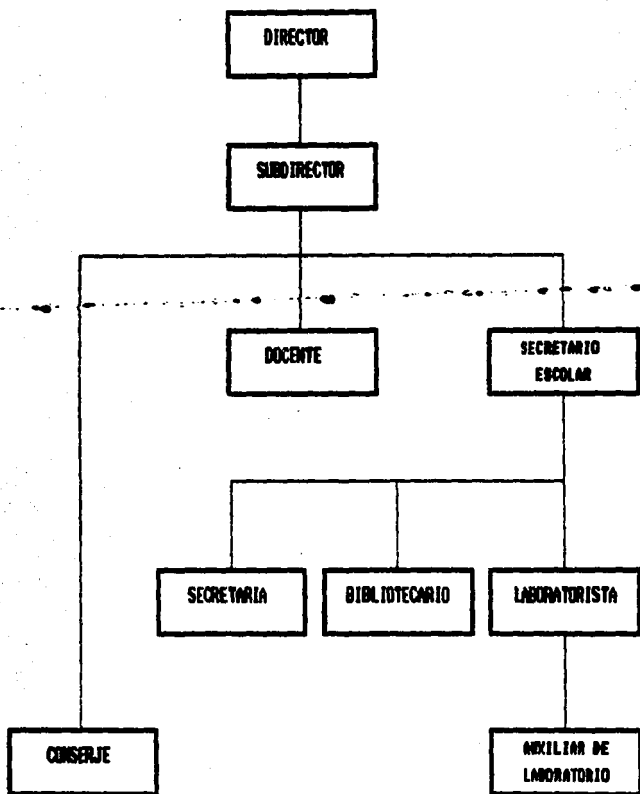 DIRECTOR
SUBDIRECTOR
DOCENTE
SECRETARIO
ESCOLAR
SECRETARIA
BIBLIOTECARIO
LABORATORISTA
CONSERJE
AUXILIAR DE
LABORATORIO